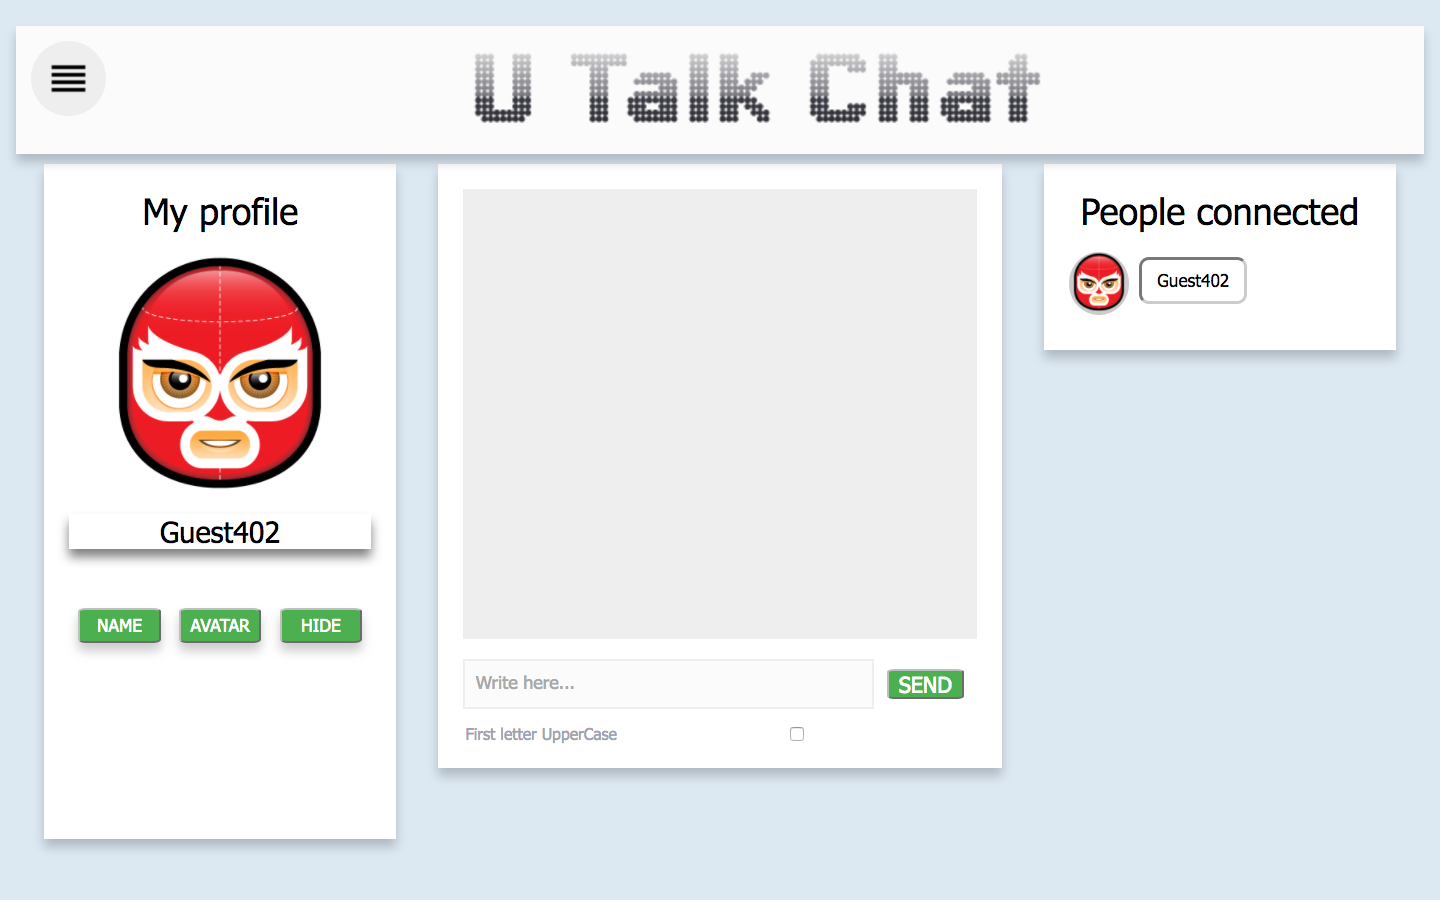 U Talk Chat
My profile
Guest402
NAME
AVATAR
HIDE
Write here...
SEND
First letter UpperCase
People connected
Guest402